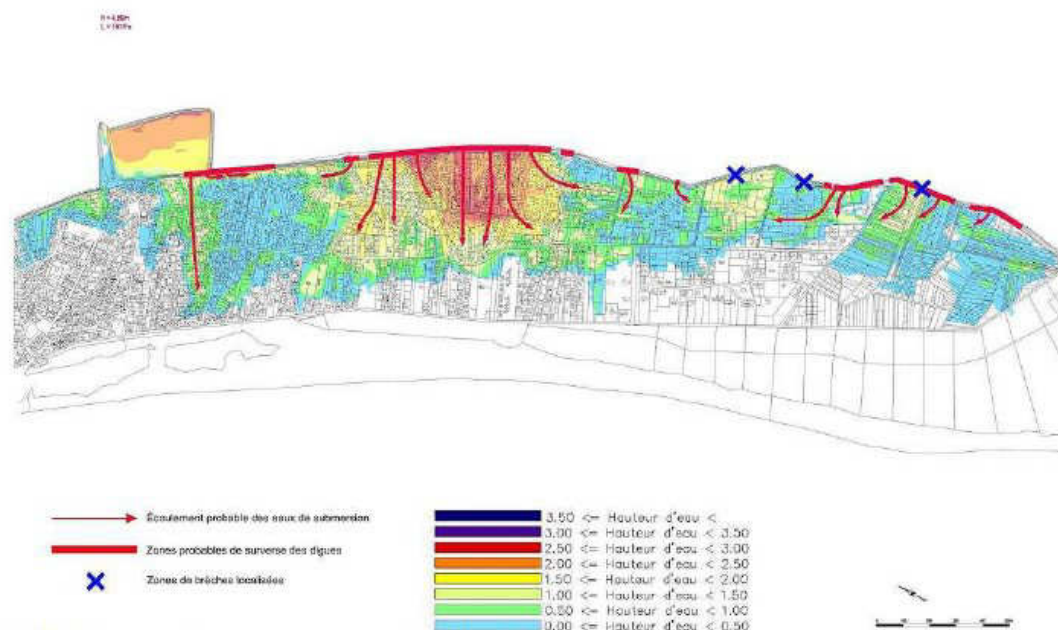 Écoulement probable des eaux de submersion
Zones probables de surverse des digues
Zones de brèches localisées
3.50 <= Hauteur d'eau <
3.00 <= Hauteur d'eau < 3.50
2.50 <= Hauteur d'eau < 3.00
2.00 <= Hauteur d'eau < 2.50
1.50 <= Hauteur d'eau < 2.00
1.00 <= Hauteur d'eau < 1.50
0.50 <= Hauteur d'eau < 1.00
0.00 <= Hauteur d'eau < 0.50